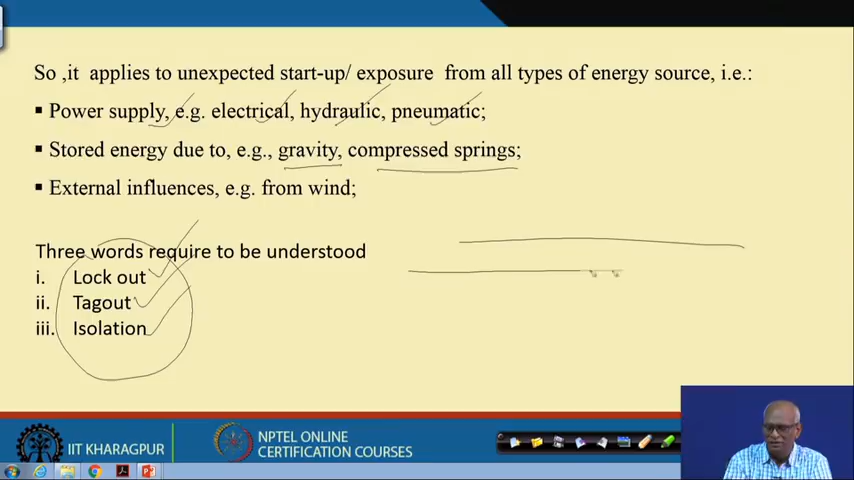 So ,it applies to unexpected start-up/ exposure from all types of energy source, i.e.:
▪ Power supply, e.g. electrical, hydraulic, pneumatic;
▪ Stored energy due to, e.g., gravity, compressed springs;
▪ External influences, e.g. from wind;
Three words require to be understood
i. Lock out
ii. Tagout
iii. Isolation
IIT KHARAGPUR
NPTEL ONLINE
CERTIFICATION COURSES